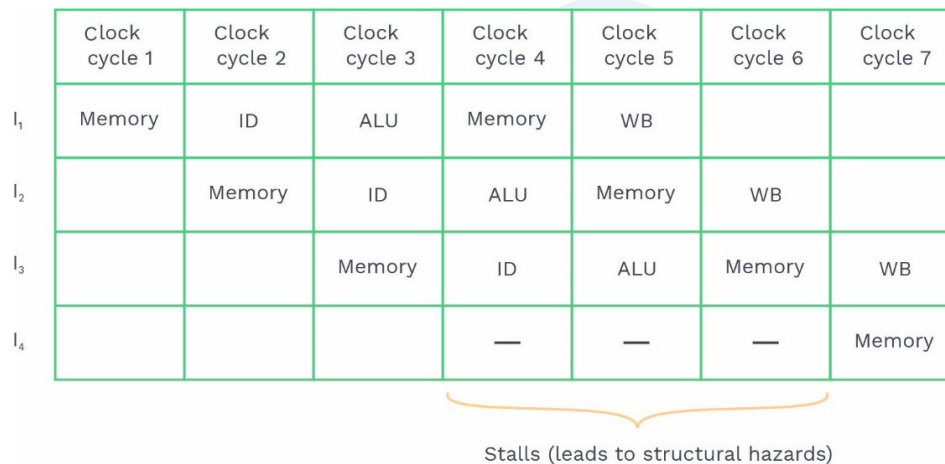 Clock cycle 1 Clock cycle 2 Clock cycle 3 Clock cycle 4 Clock cycle 5 Clock cycle 6 Clock cycle 7
I₁ Memory ID ALU Memory WB
I₂ Memory ID ALU Memory WB
I₃ Memory ID ALU Memory WB
I₄ — — — Memory
Stalls (leads to structural hazards)